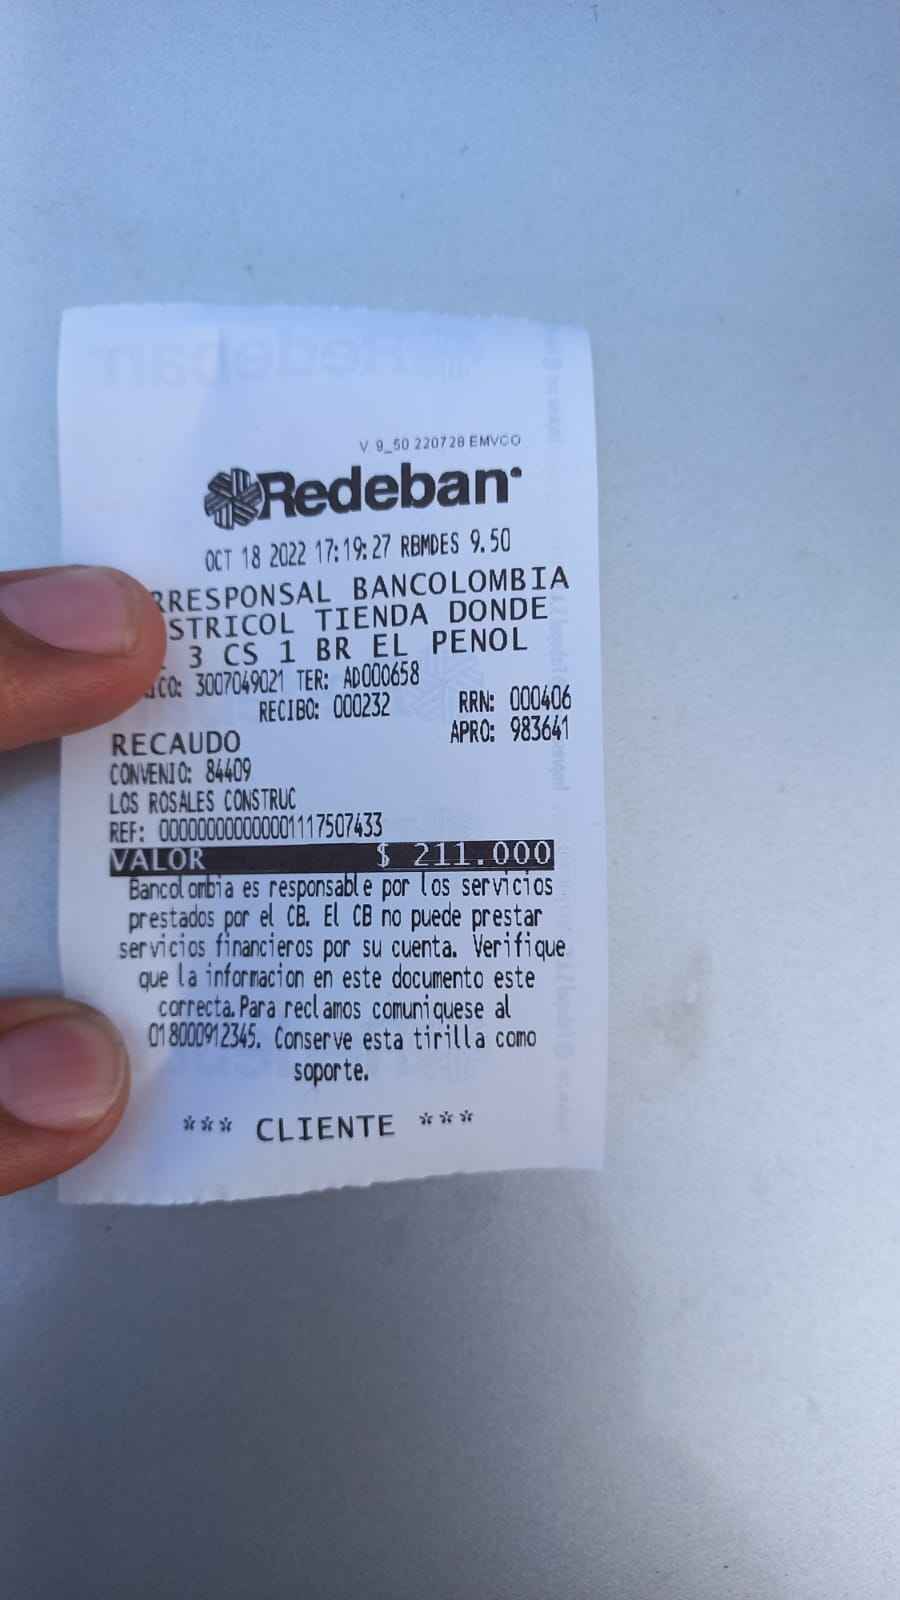 V 9_50 220728 EMVCO
Redeban
OCT 18 2022 17:19:27 RBMDES 9.50
RRESPONSAL BANCOLOMBIA
STRICOL TIENDA DONDE
3 CS 1 BR EL PENOL
ICO: 3007049021 TER: AD000658
RECIBO: 000232 RRN: 000406
RECAUDO APRO: 983641
CONVENIO: 84409
LOS ROSALES CONSTRUC
REF: 000000000000001117507433
VALOR $ 211.000
Bancolombia es responsable por los servicios
prestados por el CB. El CB no puede prestar
servicios financieros por su cuenta. Verifique
que la informacion en este documento este
correcta.Para reclamos comuniquese al
018000912345. Conserve esta tirilla como
soporte.
*** CLIENTE ***